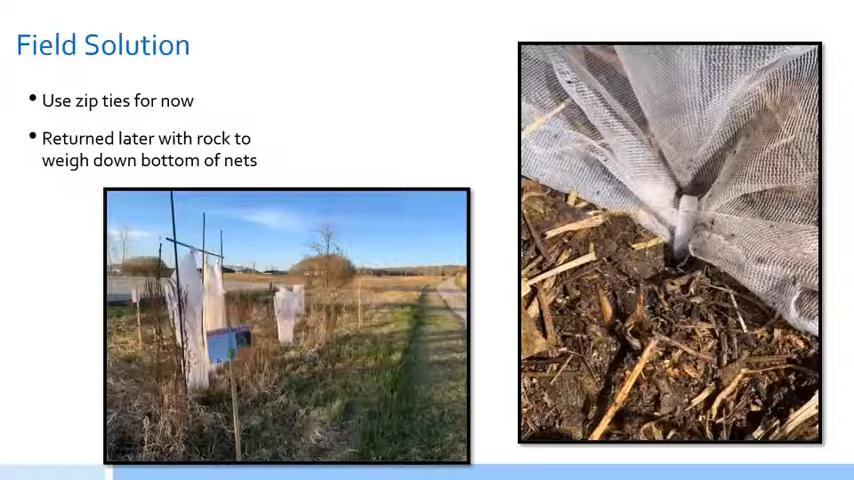 Field Solution
• Use zip ties for now
• Returned later with rock to
weigh down bottom of nets